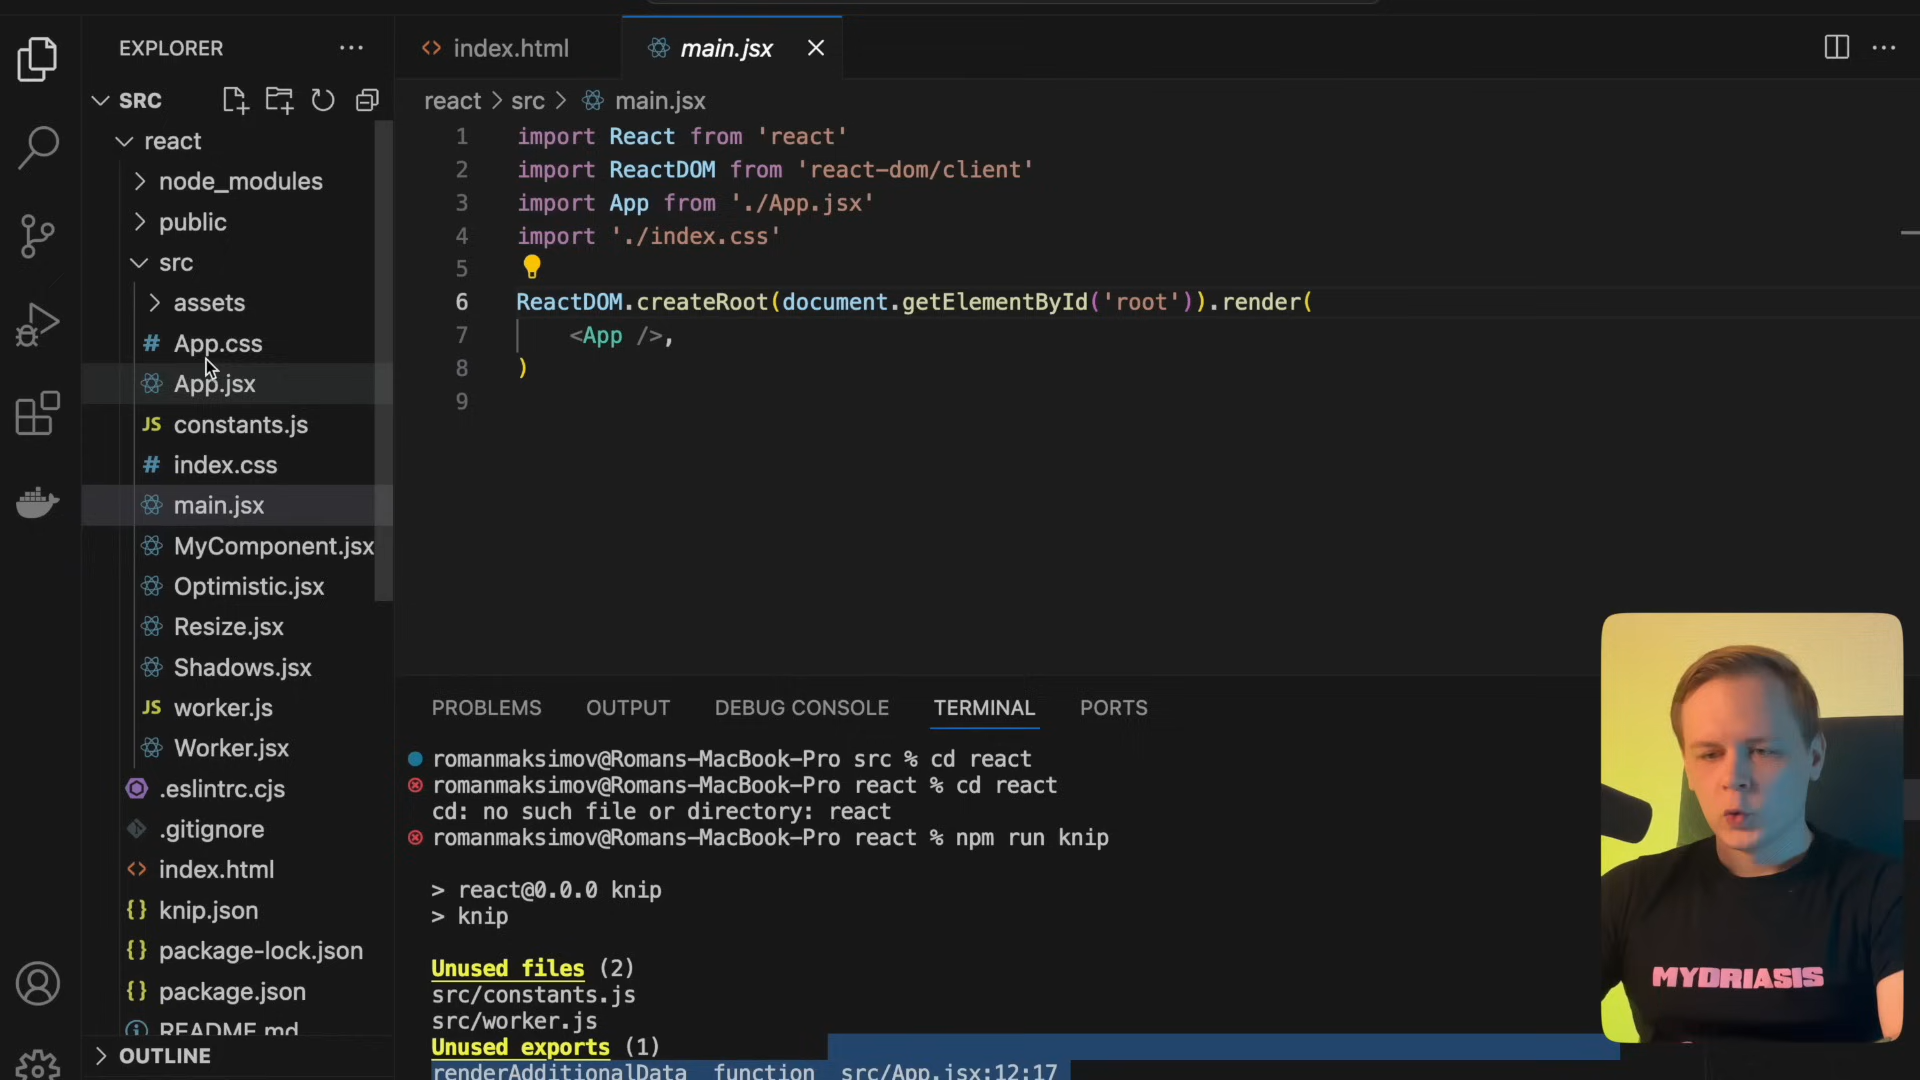 EXPLORER
SRC
react
node_modules
public
src
assets
App.css
App.jsx
constants.js
index.css
main.jsx
MyComponent.jsx
Optimistic.jsx
Resize.jsx
Shadows.jsx
worker.js
Worker.jsx
.eslintrc.cjs
.gitignore
index.html
knip.json
package-lock.json
package.json
README.md
OUTLINE
index.html
main.jsx
react > src > main.jsx
1 import React from 'react'
2 import ReactDOM from 'react-dom/client'
3 import App from './App.jsx'
4 import './index.css'
5
6 ReactDOM.createRoot(document.getElementById('root')).render(
7 <App />,
8 )
9
PROBLEMS OUTPUT DEBUG CONSOLE TERMINAL PORTS
romanmaksimov@Romans-MacBook-Pro src % cd react
romanmaksimov@Romans-MacBook-Pro react % cd react
cd: no such file or directory: react
romanmaksimov@Romans-MacBook-Pro react % npm run knip
> react@0.0.0 knip
> knip
Unused files (2)
src/constants.js
src/worker.js
Unused exports (1)
renderAdditionalData function src/App.jsx:12:17
MYDRIASIS